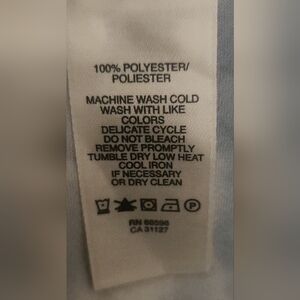 100% POLYESTER/
POLIESTER
MACHINE WASH COLD
WASH WITH LIKE
COLORS
DELICATE CYCLE
DO NOT BLEACH
REMOVE PROMPTLY
TUMBLE DRY LOW HEAT
COOL IRON
IF NECESSARY
OR DRY CLEAN
P
RN
CA 31127